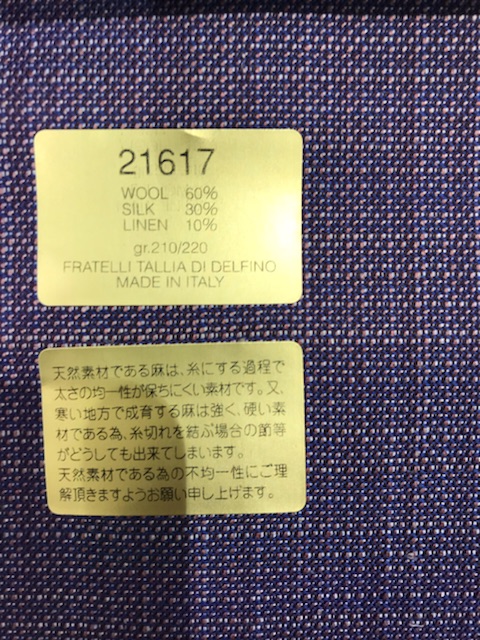 21617
WOOL 60%
SILK 30%
LINEN 10%
gr.210/220
FRATELLI TALLIA DI DELFINO
MADE IN ITALY
天然素材である麻は、糸にする過程で
太さの均一性が保ちにくい素材です。又、
寒い地方で成育する麻は強く、硬い素
材である為、糸切れを結ぶ場合の節等
がどうしても出来てしまいます。
天然素材である為の不均一性にご理
解頂きますようお願い申し上げます。